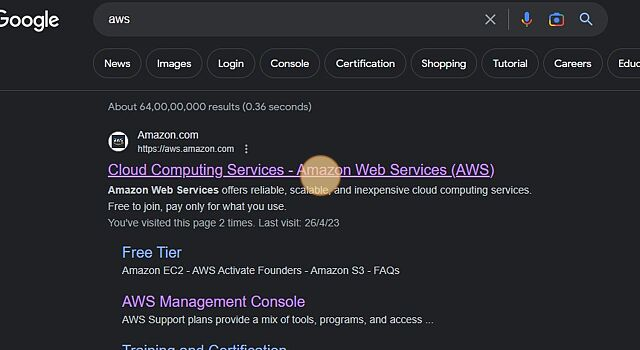 Google
aws
News Images Login Console Certification Shopping Tutorial Careers Educ
About 64,00,00,000 results (0.36 seconds)
aws
Amazon.com
https://aws.amazon.com
Cloud Computing Services - Amazon Web Services (AWS)
Amazon Web Services offers reliable, scalable, and inexpensive cloud computing services.
Free to join, pay only for what you use.
You've visited this page 2 times. Last visit: 26/4/23
Free Tier
Amazon EC2 - AWS Activate Founders - Amazon S3 - FAQs
AWS Management Console
AWS Support plans provide a mix of tools, programs, and access ...
Training and Certification